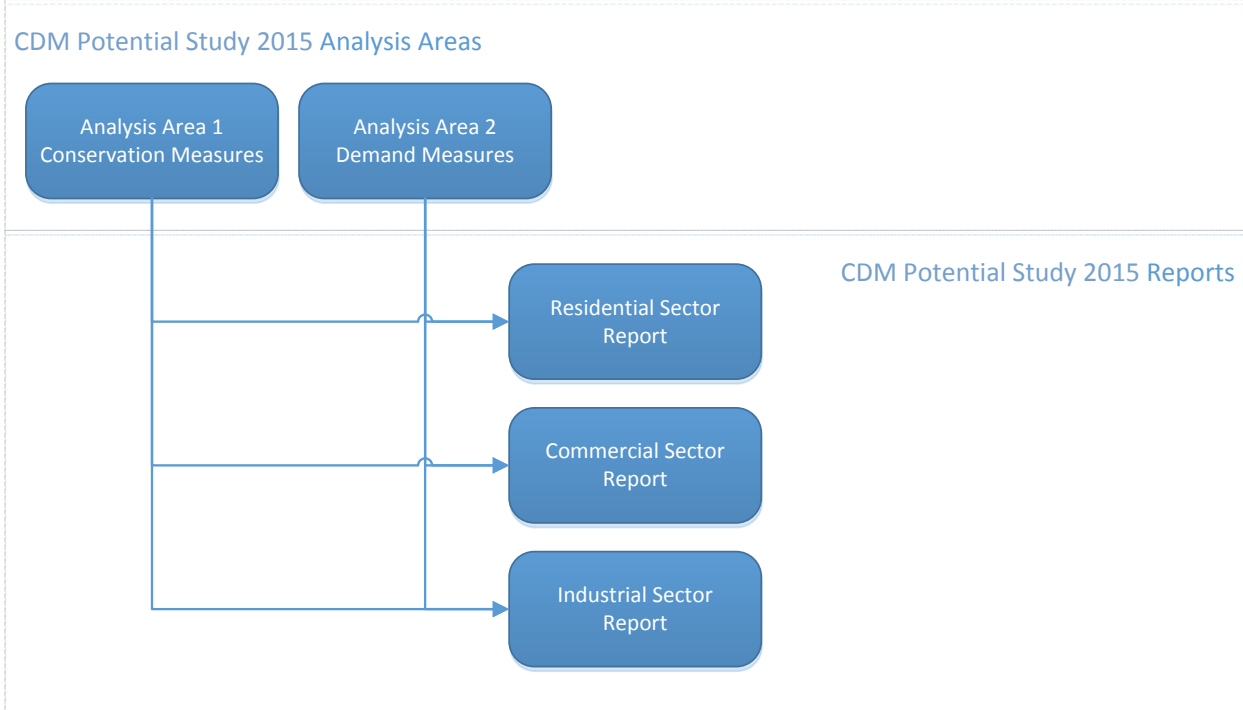 CDM Potential Study 2015 Analysis Areas
Analysis Area 1
Conservation Measures
Analysis Area 2
Demand Measures
CDM Potential Study 2015 Reports
Residential Sector
Report
Commercial Sector
Report
Industrial Sector
Report